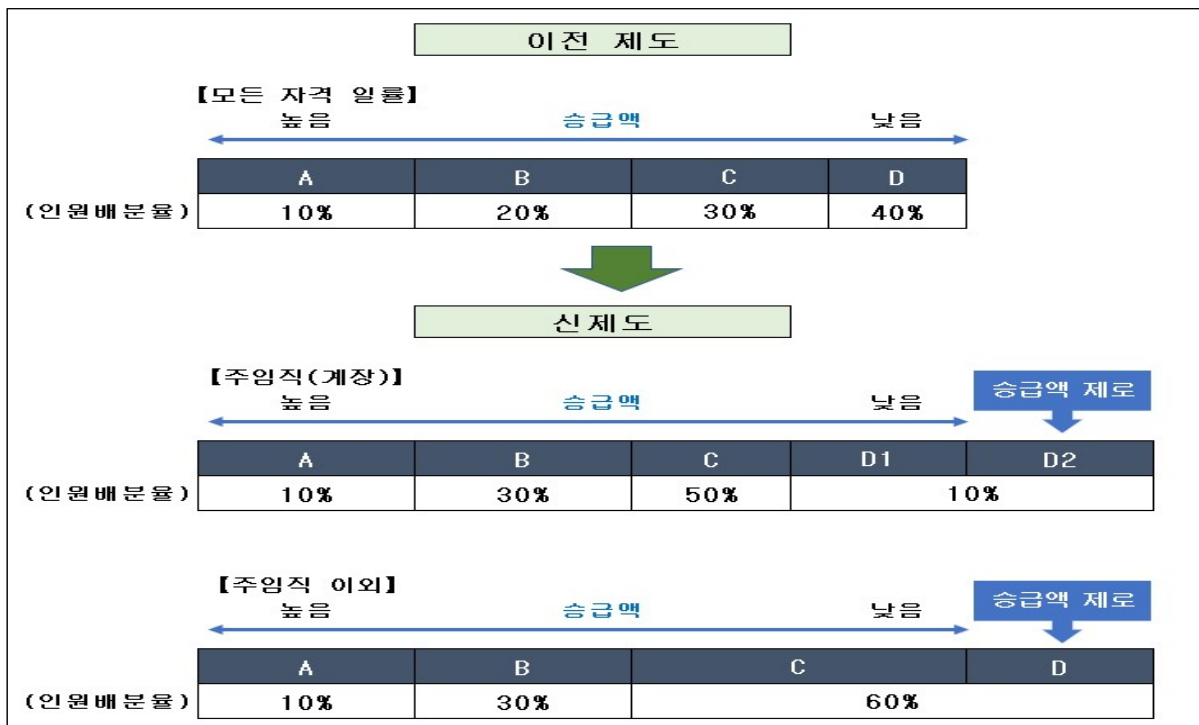 이전 제도
【모든 자격 일률】
높음 승급액 낮음
A B C D
(인원배분율) 10% 20% 30% 40%
신제도
【주임직(계장)】
높음 승급액 낮음 승급액 제로
A B C D1 D2
(인원배분율) 10% 30% 50% 10%
【주임직 이외】
높음 승급액 낮음 승급액 제로
A B C D
(인원배분율) 10% 30% 60%